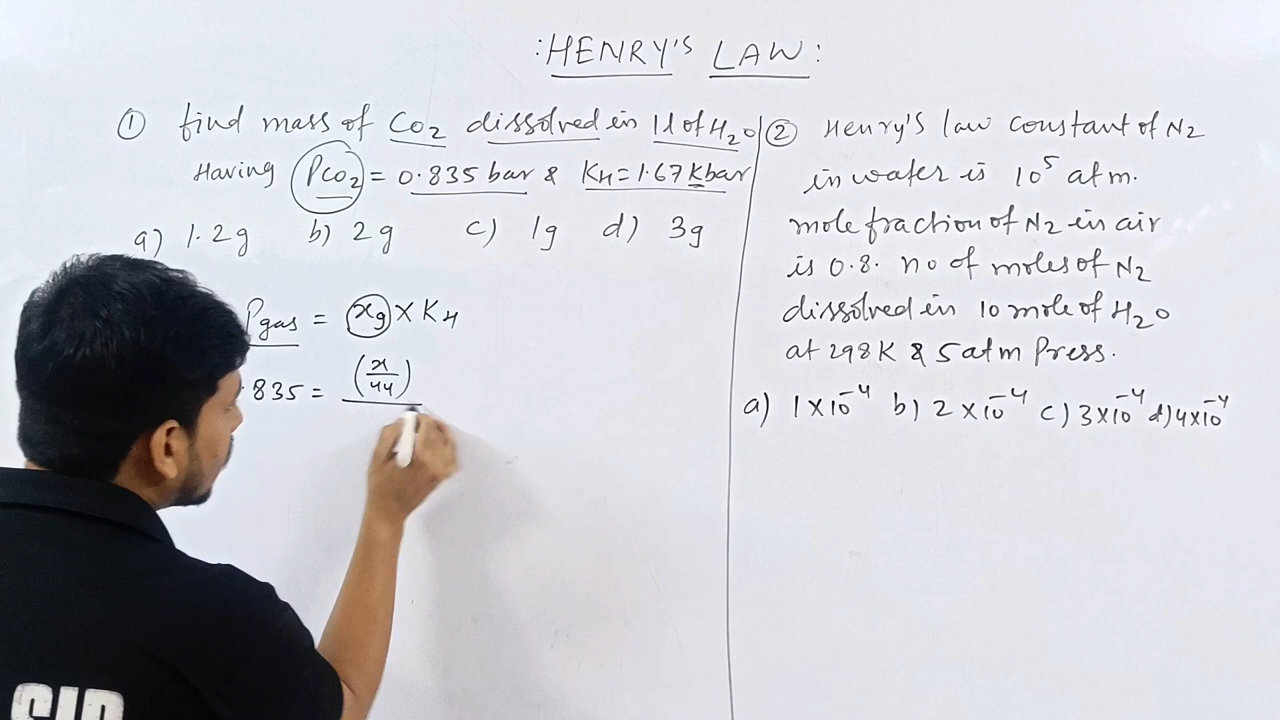 :HENRY'S LAW:
① find mass of CO₂ dissolved in 1l of H₂O
Having PCO₂ = 0.835 bar & KH = 1.67 Kbar
a) 1.2g b) 2g c) 1g d) 3g
Pgas = xg × KH
.835 = (x/44)
② Henry's law constant of N₂
in water is 10⁵ atm.
mole fraction of N₂ in air
is 0.8. no of moles of N₂
dissolved in 10 mole of H₂O
at 298K & 5 atm Press.
a) 1×10⁻⁴ b) 2×10⁻⁴ c) 3×10⁻⁴ d) 4×10⁻⁴